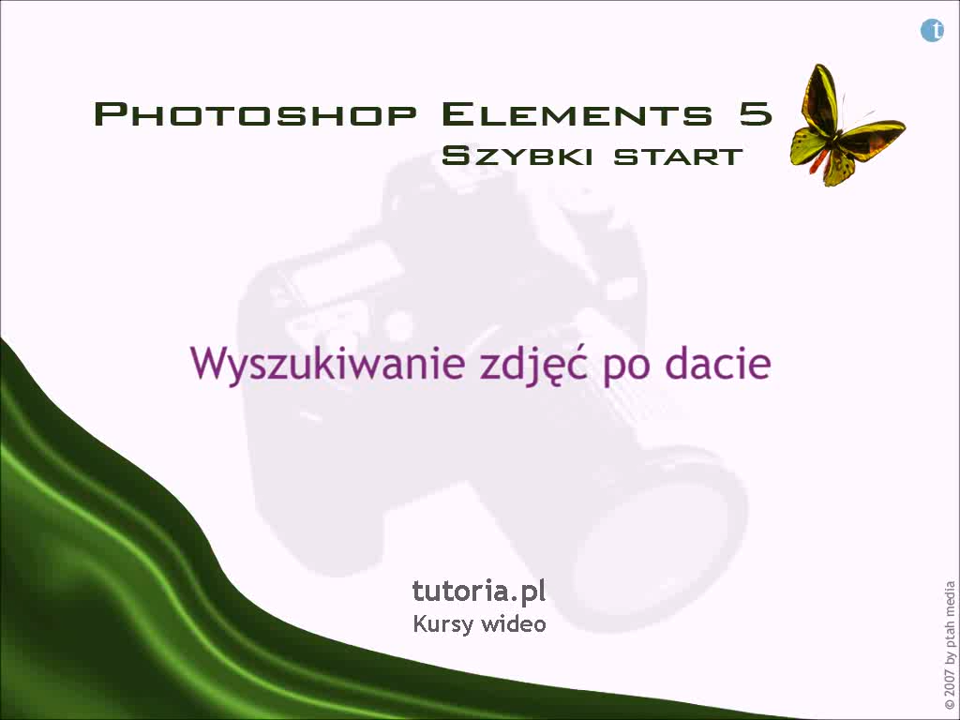 t
PHOTOSHOP ELEMENTS 5
SZYBKI START
Wyszukiwanie zdjęć po dacie
tutoria.pl
Kursy wideo
© 2007 by ptah media